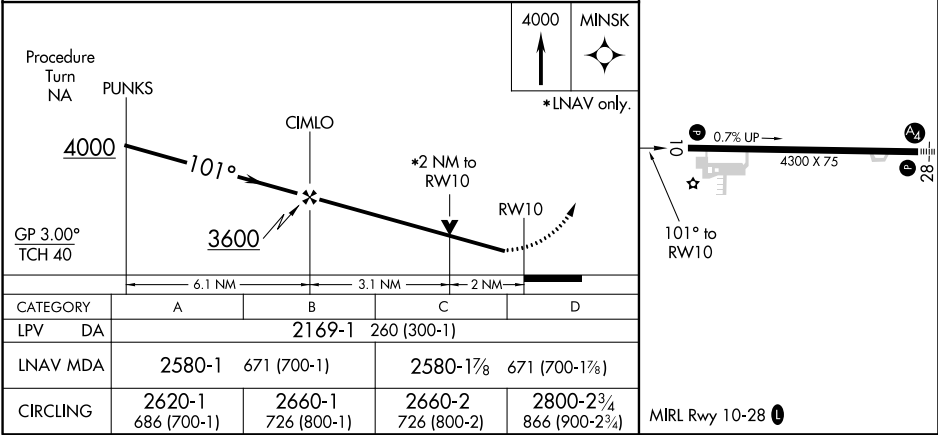 4000
MINSK
Procedure
Turn
NA
PUNKS
*LNAV only.
CIMLO
4000
101°
*2 NM to
RW10
RW10
3600
GP 3.00°
TCH 40
6.1 NM
3.1 NM
2 NM
CATEGORY A B C D
LPV DA 2169-1 260 (300-1)
LNAV MDA 2580-1 671 (700-1) 2580-1⅞ 671 (700-1⅞)
CIRCLING 2620-1 2660-1 2660-2 2800-2¾
686 (700-1) 726 (800-1) 726 (800-2) 866 (900-2¾)
P
0.7% UP
A4
10
4300 X 75
P
28
101° to
RW10
MIRL Rwy 10-28 L